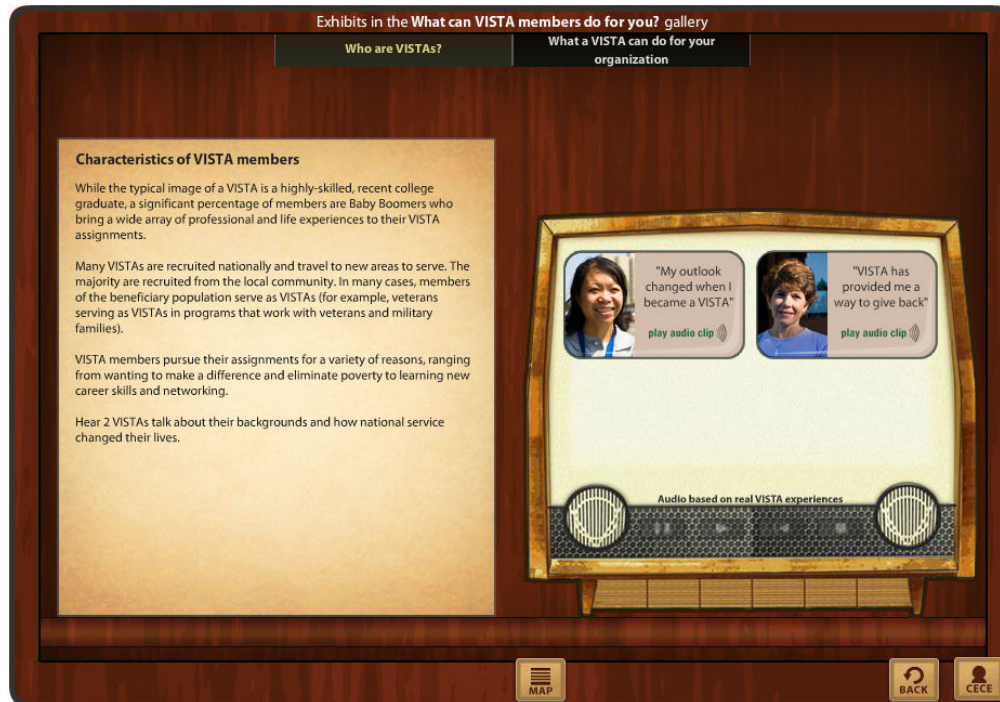 Exhibits in the What can VISTA members do for you? gallery
Who are VISTAs?
What a VISTA can do for your
organization
Characteristics of VISTA members
While the typical image of a VISTA is a highly-skilled, recent college
graduate, a significant percentage of members are Baby Boomers who
bring a wide array of professional and life experiences to their VISTA
assignments.
Many VISTAs are recruited nationally and travel to new areas to serve. The
majority are recruited from the local community. In many cases, members
of the beneficiary population serve as VISTAs (for example, veterans
serving as VISTAs in programs that work with veterans and military
families).
VISTA members pursue their assignments for a variety of reasons, ranging
from wanting to make a difference and eliminate poverty to learning new
career skills and networking.
Hear 2 VISTAs talk about their backgrounds and how national service
changed their lives.
"My outlook
changed when I
became a VISTA"
play audio clip
"VISTA has
provided me a
way to give back"
play audio clip
Audio based on real VISTA experiences
MAP
BACK
CECE